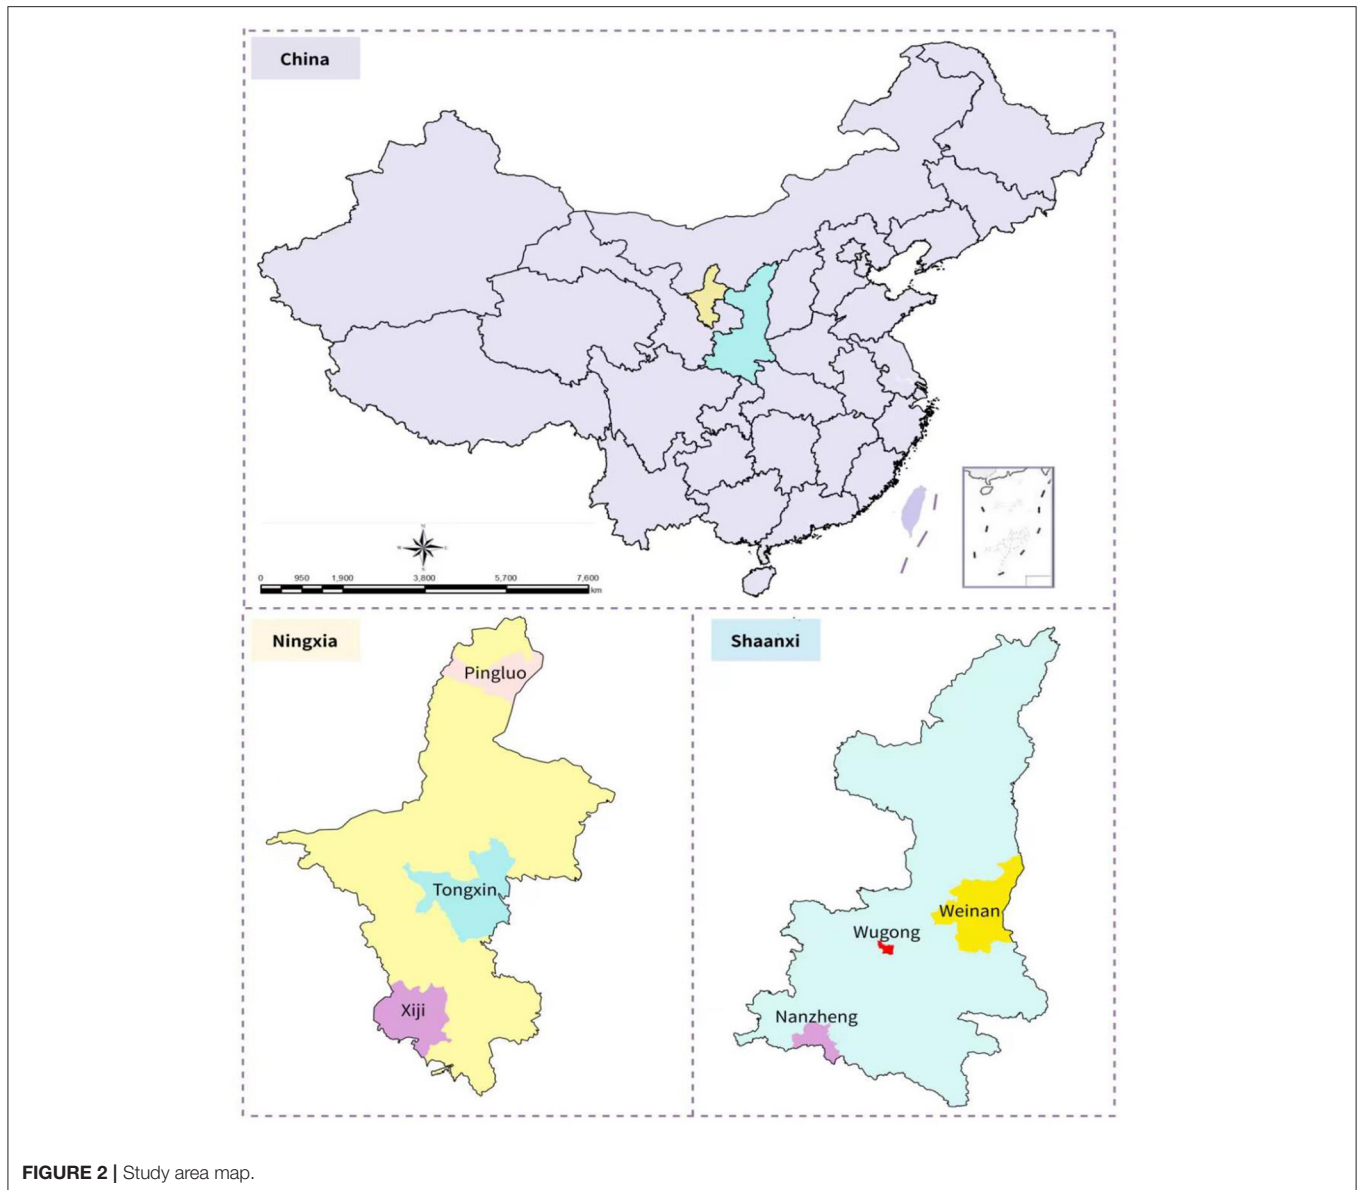 China
0 950 1,900 3,800 5,700 7,600
km
Ningxia
Pingluo
Tongxin
Xiji
Shaanxi
Weinan
Wugong
Nanzheng
FIGURE 2 | Study area map.